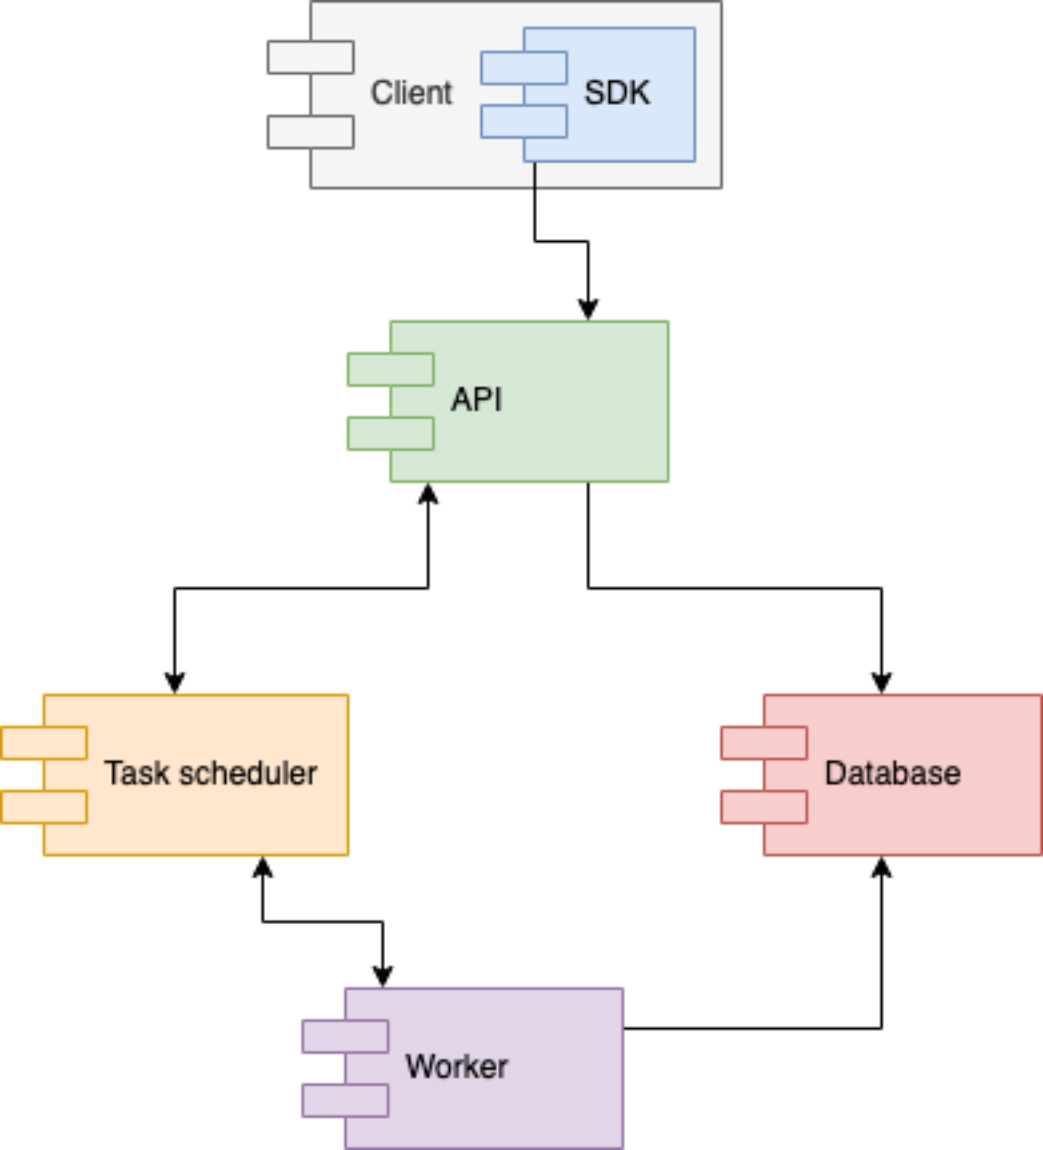 Client
SDK
API
Task scheduler
Database
Worker